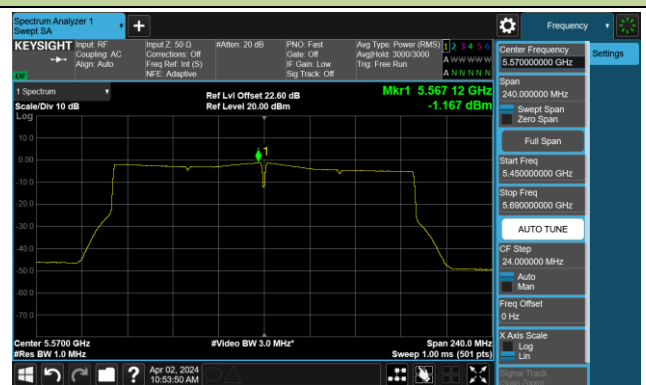 Spectrum Analyzer 1
Swept SA
Frequency
KEYSIGHT
Input: RF
Coupling: AC
Align: Auto
Input Z: 50 Ω
Corrections: Off
Freq Ref: Int (S)
NFE: Adaptive
#Atten: 20 dB
PNO: Fast
Gate: Off
IF Gain: Low
Sig Track: Off
Avg Type: Power (RMS)
Avg|Hold: 3000/3000
Trig: Free Run
1 2 3 4 5 6
A W W W W W
A N N N N N
Center Frequency
5.570000000 GHz
Settings
Span
240.000000 MHz
Swept Span
Zero Span
Full Span
Start Freq
5.450000000 GHz
Stop Freq
5.690000000 GHz
AUTO TUNE
CF Step
24.000000 MHz
Auto
Man
Freq Offset
0 Hz
X Axis Scale
Log
Lin
Signal Track
(Span Zoom)
1 Spectrum
Scale/Div 10 dB
Log
Ref Lvl Offset 22.60 dB
Ref Level 20.00 dBm
Mkr1 5.567 12 GHz
-1.167 dBm
1
10.0
0.00
-10.0
-20.0
-30.0
-40.0
-50.0
-60.0
-70.0
Center 5.5700 GHz
#Res BW 1.0 MHz
#Video BW 3.0 MHz*
Span 240.0 MHz
Sweep 1.00 ms (501 pts)
?
Apr 02, 2024
10:53:50 AM